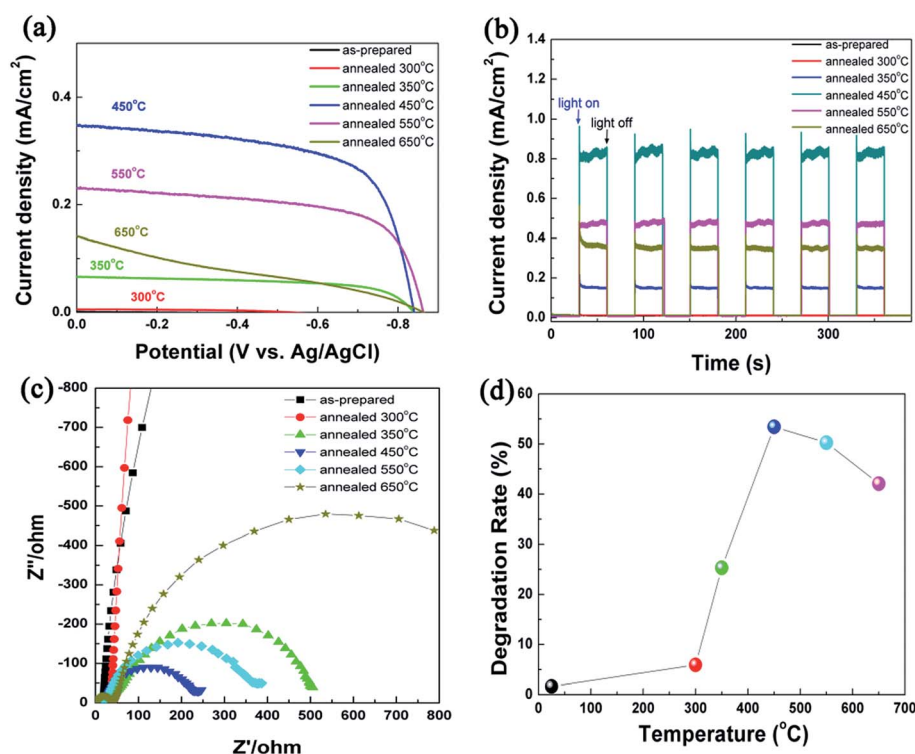 (a)
as-prepared
annealed 300°C
annealed 350°C
annealed 450°C
annealed 550°C
annealed 650°C
450°C
550°C
650°C
350°C
300°C
0.4
0.2
0.0
0.0 -0.2 -0.4 -0.6 -0.8
Current density (mA/cm²)
Potential (V vs. Ag/AgCl)
(b)
as-prepared
annealed 300°C
annealed 350°C
annealed 450°C
annealed 550°C
annealed 650°C
light on
light off
1.4
1.2
1.0
0.8
0.6
0.4
0.2
0.0
0 100 200 300
Current density (mA/cm²)
Time (s)
(c)
as-prepared
annealed 300°C
annealed 350°C
annealed 450°C
annealed 550°C
annealed 650°C
-800
-700
-600
-500
-400
-300
-200
-100
0
0 100 200 300 400 500 600 700 800
Z''/ohm
Z'/ohm
(d)
60
50
40
30
20
10
0
0 100 200 300 400 500 600 700
Degradation Rate (%)
Temperature (°C)